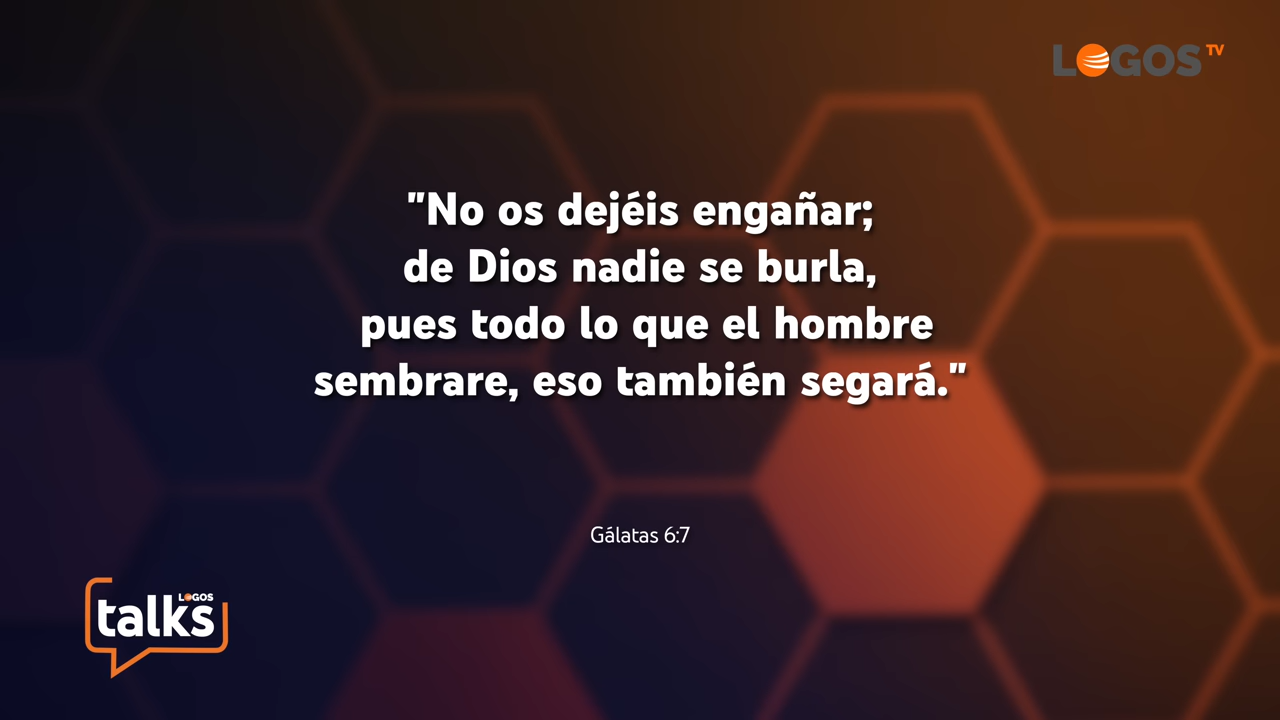 LOGOS TV
"No os dejéis engañar;
de Dios nadie se burla,
pues todo lo que el hombre
sembrare, eso también segará."
Gálatas 6:7
LOGOS
talks